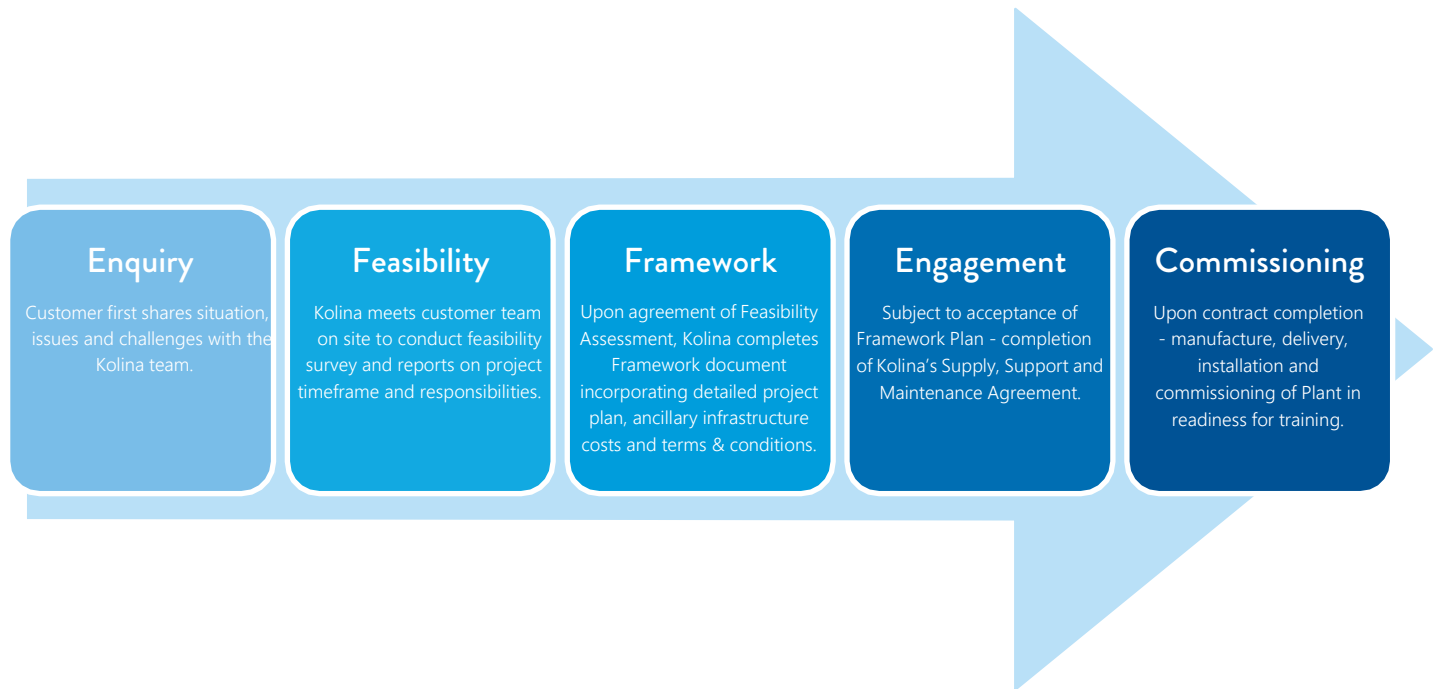 Enquiry
Customer first shares situation,
issues and challenges with the
Kolina team.
Feasibility
Kolina meets customer team
on site to conduct feasibility
survey and reports on project
timeframe and responsibilities.
Framework
Upon agreement of Feasibility
Assessment, Kolina completes
Framework document
incorporating detailed project
plan, ancillary infrastructure
costs and terms & conditions.
Engagement
Subject to acceptance of
Framework Plan - completion
of Kolina’s Supply, Support and
Maintenance Agreement.
Commissioning
Upon contract completion
- manufacture, delivery,
installation and
commissioning of Plant in
readiness for training.